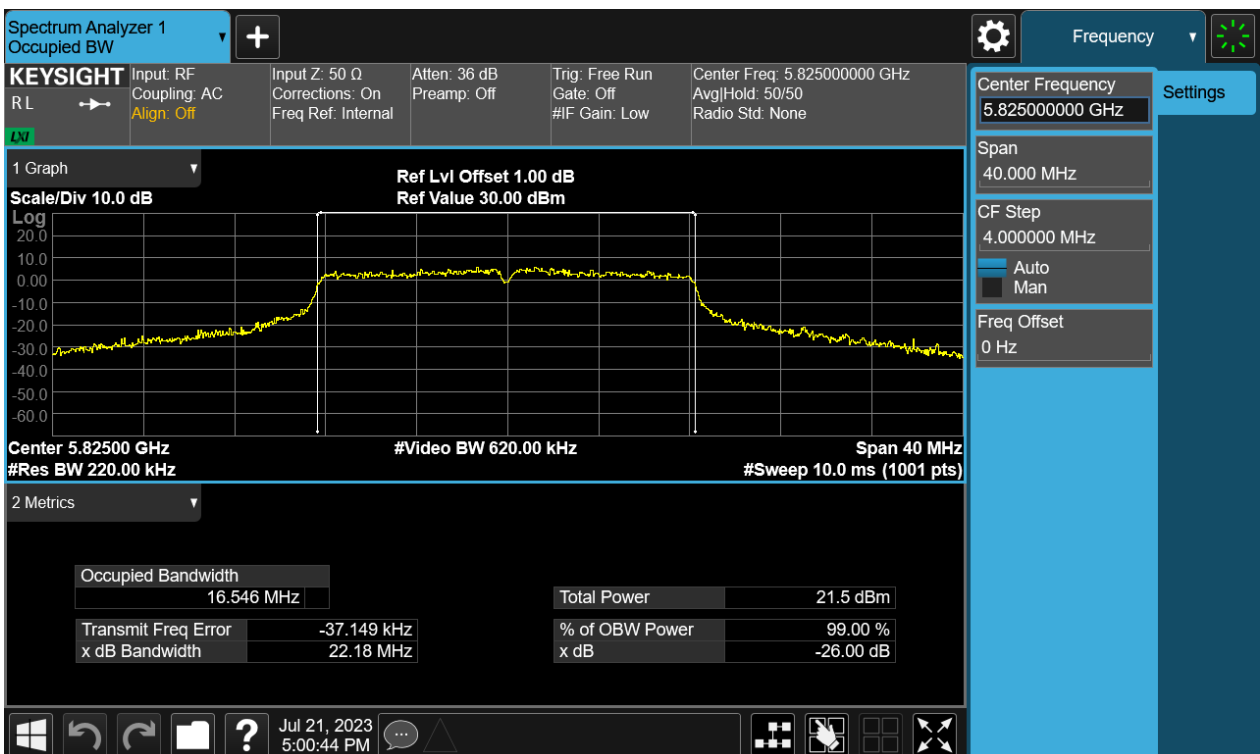 Spectrum Analyzer 1
Occupied BW
Frequency
KEYSIGHT
R L
LXI
Input: RF
Coupling: AC
Align: Off
Input Z: 50 Ω
Corrections: On
Freq Ref: Internal
Atten: 36 dB
Preamp: Off
Trig: Free Run
Gate: Off
#IF Gain: Low
Center Freq: 5.825000000 GHz
Avg|Hold: 50/50
Radio Std: None
Center Frequency
5.825000000 GHz
Settings
Span
40.000 MHz
CF Step
4.000000 MHz
Auto
Man
Freq Offset
0 Hz
1 Graph
Scale/Div 10.0 dB
Ref Lvl Offset 1.00 dB
Ref Value 30.00 dBm
Log
20.0
10.0
0.00
-10.0
-20.0
-30.0
-40.0
-50.0
-60.0
Center 5.82500 GHz
#Video BW 620.00 kHz
Span 40 MHz
#Res BW 220.00 kHz
#Sweep 10.0 ms (1001 pts)
2 Metrics
Occupied Bandwidth
16.546 MHz
Total Power 21.5 dBm
Transmit Freq Error -37.149 kHz
% of OBW Power 99.00 %
x dB Bandwidth 22.18 MHz
x dB -26.00 dB
?
Jul 21, 2023
5:00:44 PM